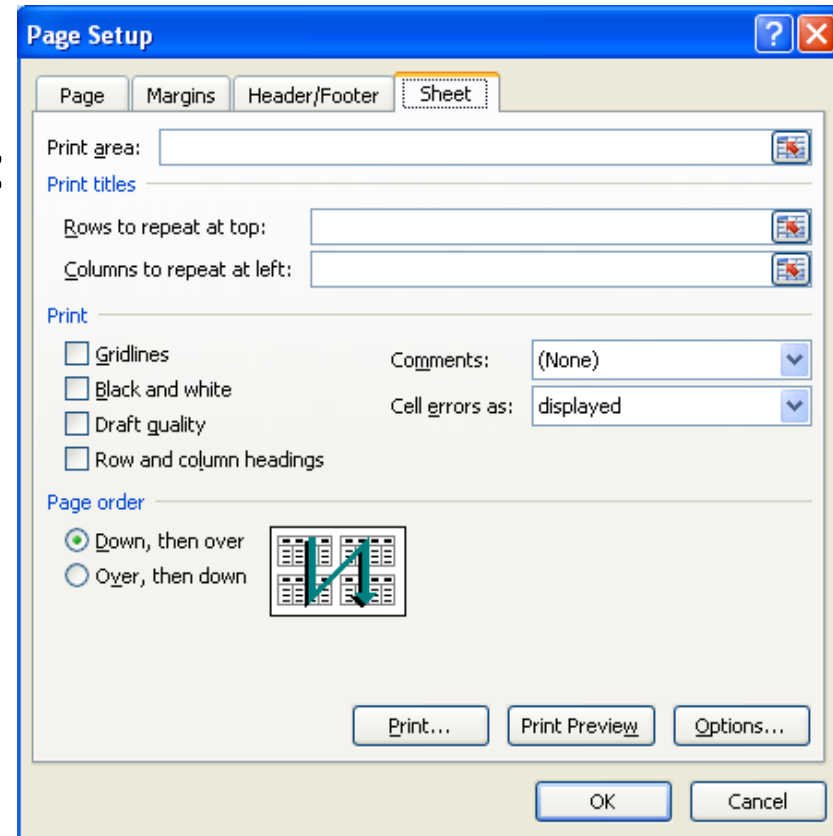 Page Setup
Page Margins Header/Footer Sheet
Print area:
Print titles
Rows to repeat at top:
Columns to repeat at left:
Print
Gridlines
Black and white
Draft quality
Row and column headings
Comments: (None)
Cell errors as: displayed
Page order
Down, then over
Over, then down
Print... Print Preview Options...
OK Cancel